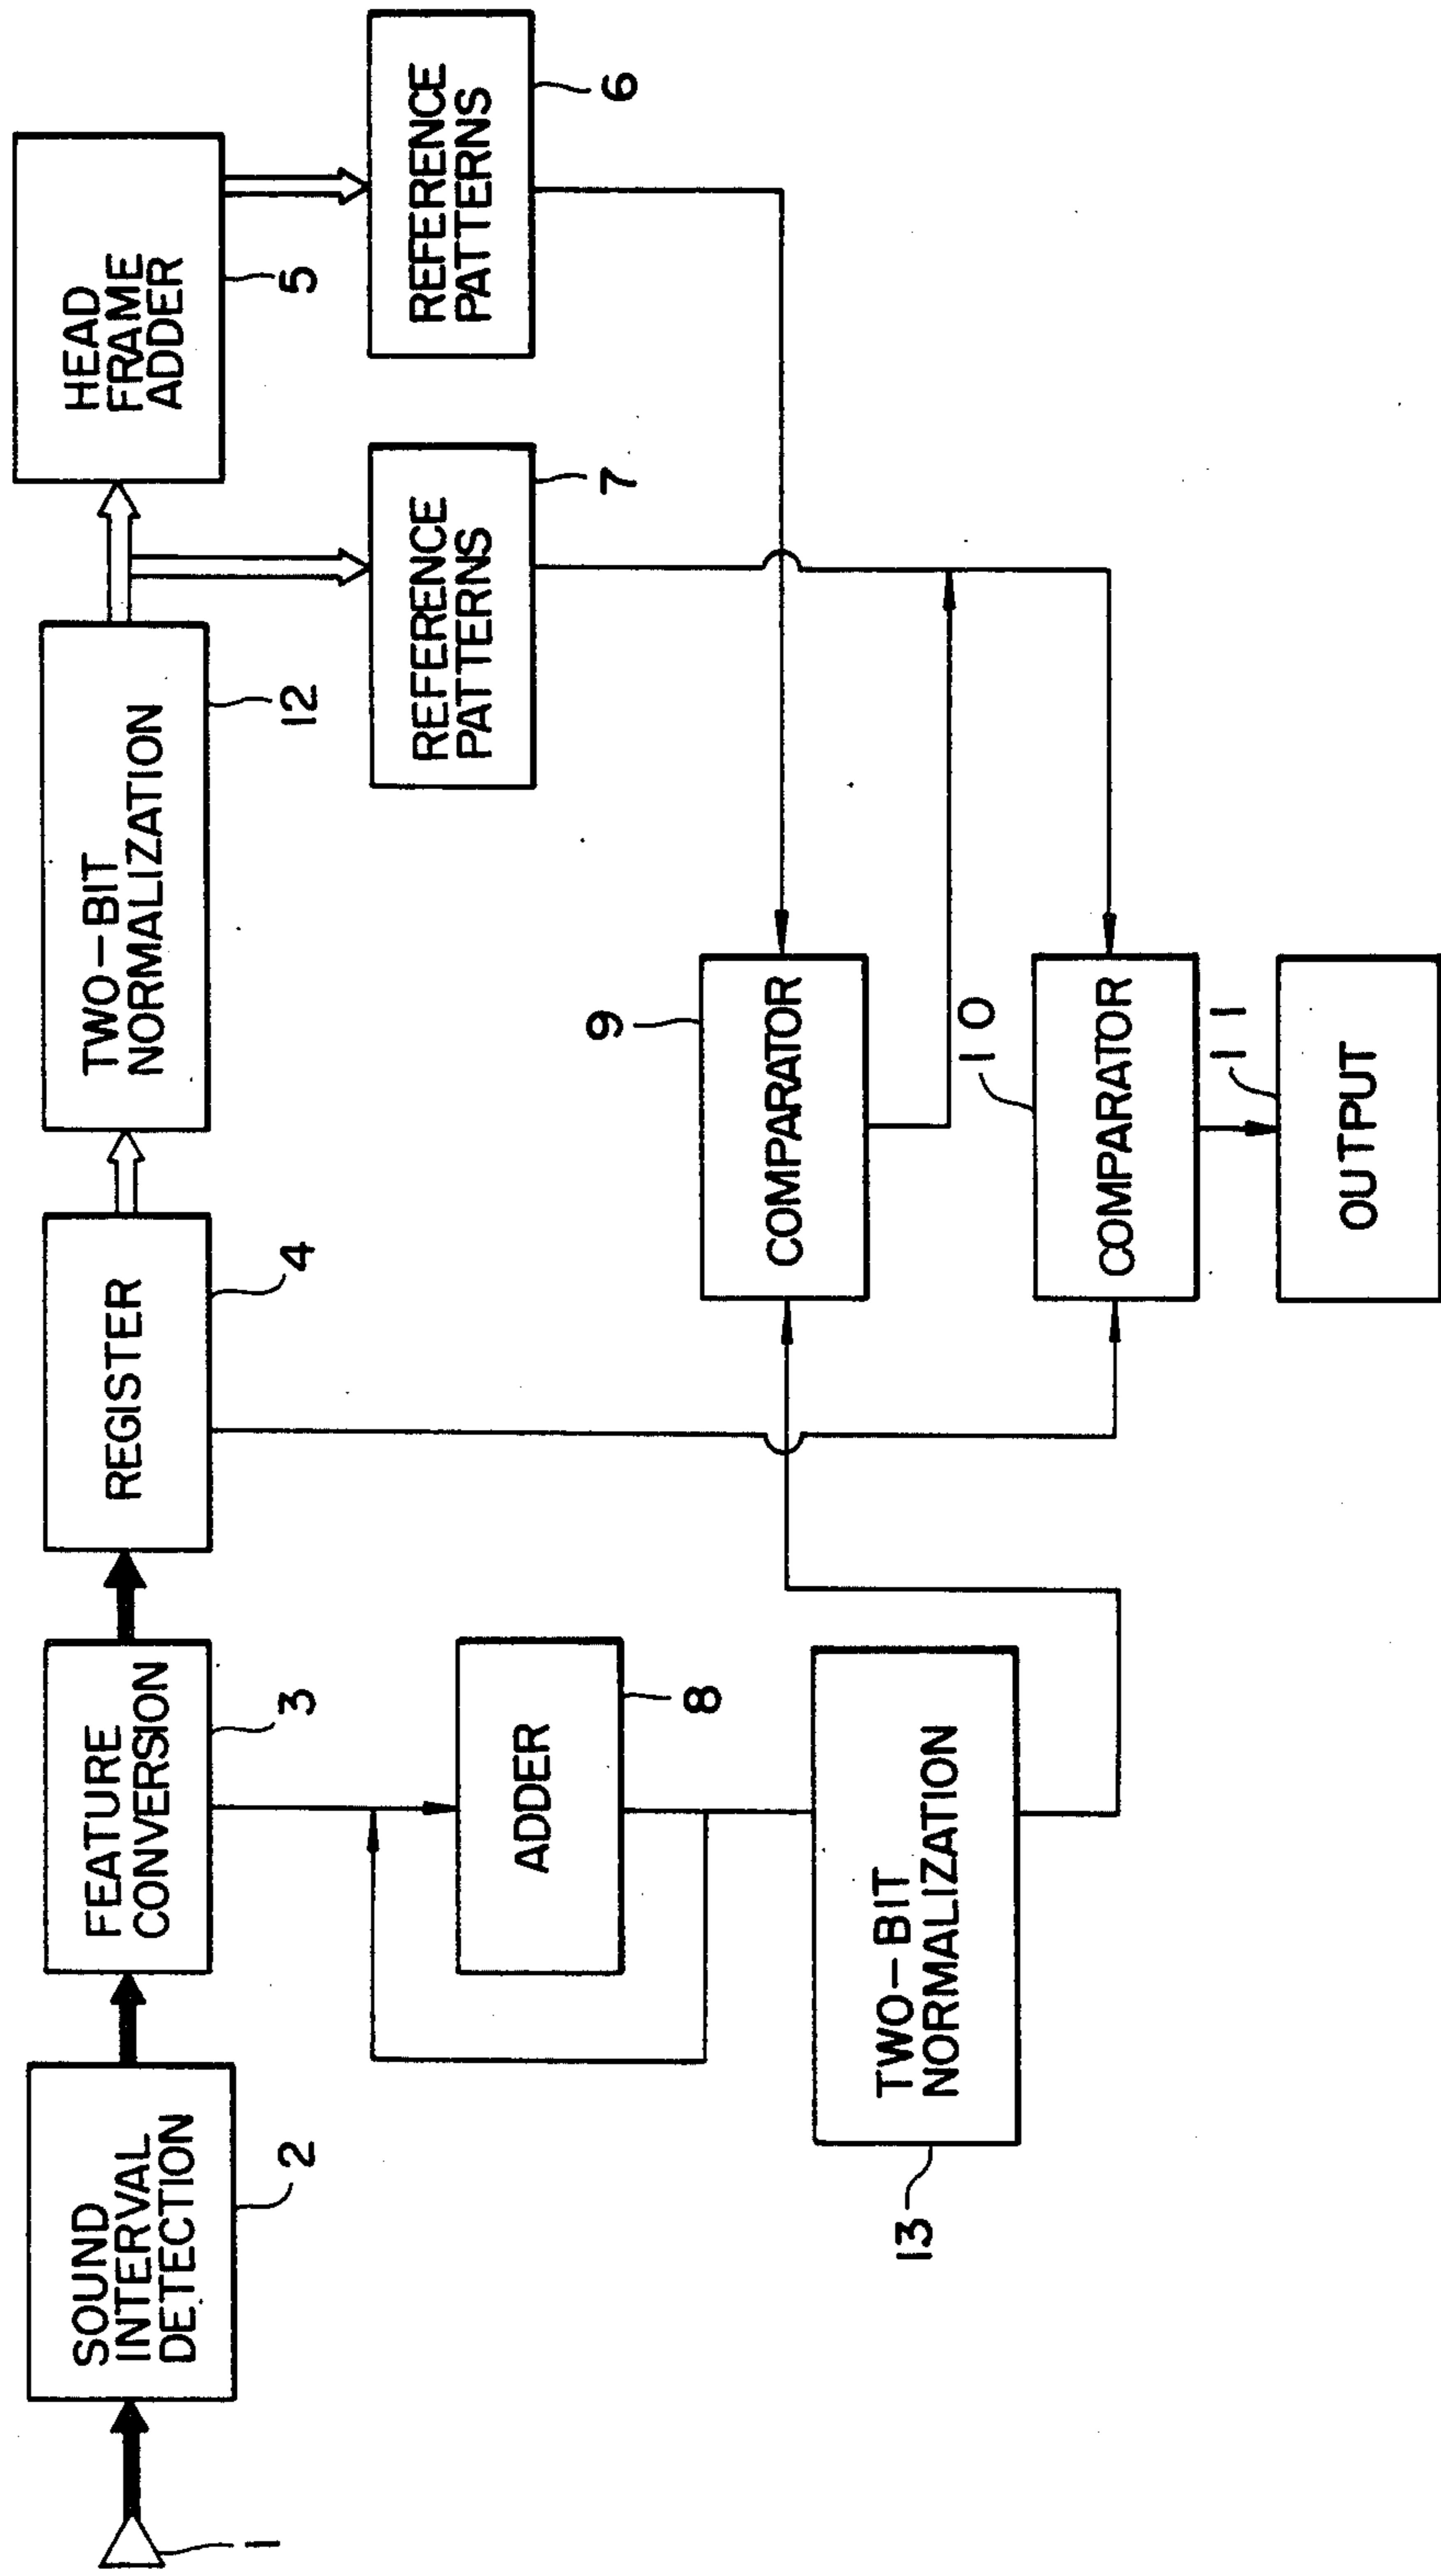 1
SOUND
INTERVAL
DETECTION
2
FEATURE
CONVERSION
3
REGISTER
4
TWO-BIT
NORMALIZATION
12
HEAD
FRAME
ADDER
5
REFERENCE
PATTERNS
7
REFERENCE
PATTERNS
6
ADDER
8
TWO-BIT
NORMALIZATION
13
COMPARATOR
9
COMPARATOR
10
OUTPUT
11